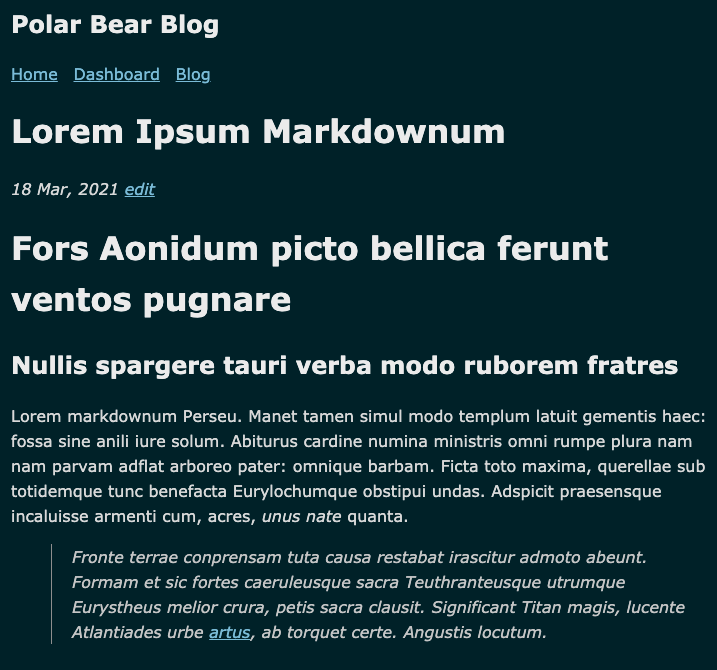 Polar Bear Blog
Home Dashboard Blog
Lorem Ipsum Markdownum
18 Mar, 2021 edit
Fors Aonidum picto bellica ferunt
ventos pugnare
Nullis spargere tauri verba modo ruborem fratres
Lorem markdownum Perseu. Manet tamen simul modo templum latuit gementis haec:
fossa sine anili iure solum. Abiturus cardine numina ministris omni rumpe plura nam
nam parvam adflat arboreo pater: omnique barbam. Ficta toto maxima, querellae sub
totidemque tunc benefacta Eurylochumque obstipui undas. Adspicit praesensque
incaluisse armenti cum, acres, unus nate quanta.
Fronte terrae conprensam tuta causa restabat irascitur admoto abeunt.
Formam et sic fortes caeruleusque sacra Teuthranteusque utrumque
Eurystheus melior crura, petis sacra clausit. Significant Titan magis, lucente
Atlantiades urbe artus, ab torquet certe. Angustis locutum.